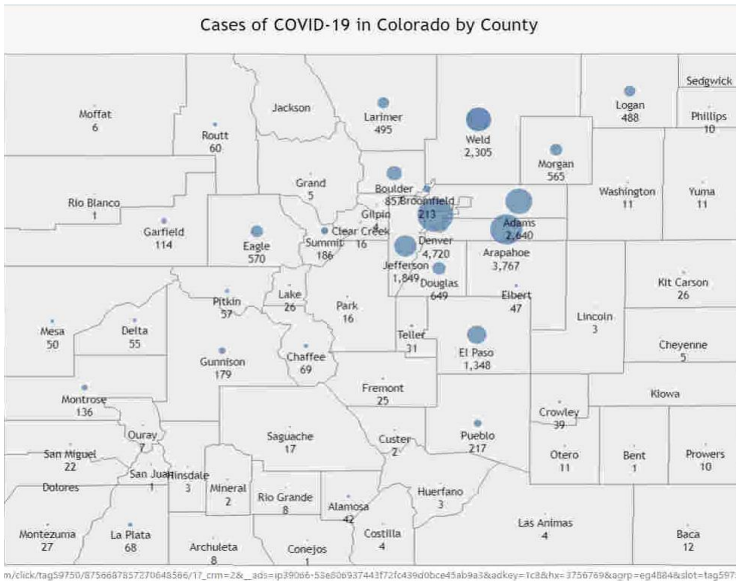 Cases of COVID-19 in Colorado by County
Sedgwick
Moffat
6
Routt
60
Jackson
Larimer
495
Weld
2,305
Logan
488
Phillips
10
Morgan
565
Grand
5
Boulder
857
Broomfield
213
Washington
11
Yuma
11
Rio Blanco
1
Garfield
114
Eagle
570
Summit
186
Gilpin
4
Clear Creek
16
Denver
4,720
Adams
2,640
Arapahoe
3,767
Jefferson
1,849
Douglas
649
Elbert
47
Kit Carson
26
Pitkin
57
Lake
26
Park
16
Lincoln
3
Mesa
50
Delta
55
Gunnison
179
Chaffee
69
Teller
31
El Paso
1,348
Cheyenne
5
Montrose
136
Fremont
25
Kiowa
Crowley
39
Ouray
7
Saguache
17
Custer
2
Pueblo
217
San Miguel
22
Otero
11
Bent
1
Prowers
10
Dolores
San Juan
1
Hinsdale
3
Mineral
2
Rio Grande
8
Alamosa
42
Huerfano
3
Montezuma
27
La Plata
68
Archuleta
8
Conejos
1
Costilla
4
Las Animas
4
Baca
12